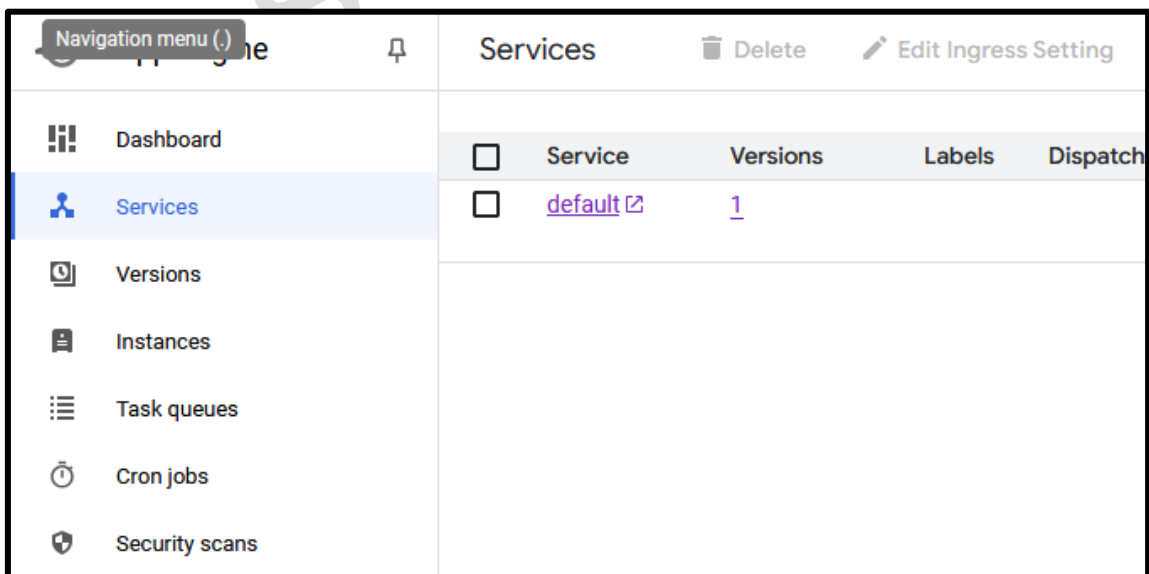 Navigation menu (.)
Services
Delete
Edit Ingress Setting
Dashboard
Services
Versions
Instances
Task queues
Cron jobs
Security scans
Service Versions Labels Dispatch
default 1